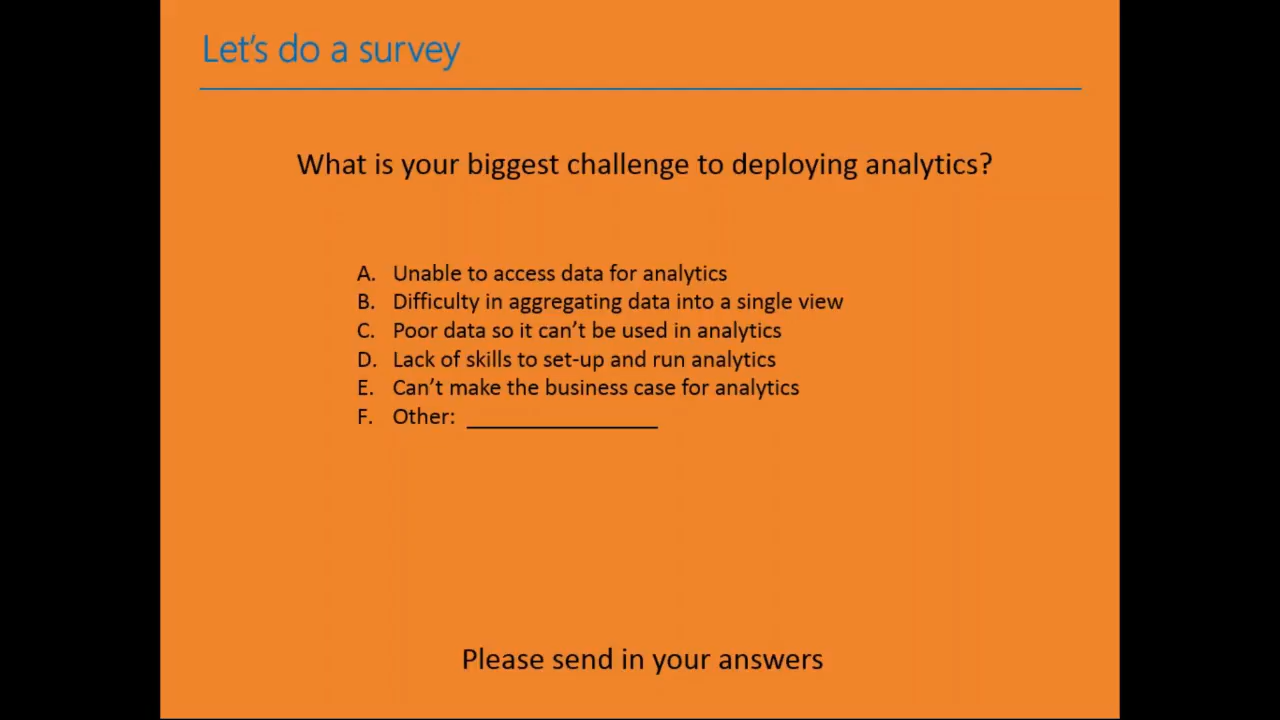 Let's do a survey
What is your biggest challenge to deploying analytics?
A. Unable to access data for analytics
B. Difficulty in aggregating data into a single view
C. Poor data so it can't be used in analytics
D. Lack of skills to set-up and run analytics
E. Can't make the business case for analytics
F. Other: ________________
Please send in your answers